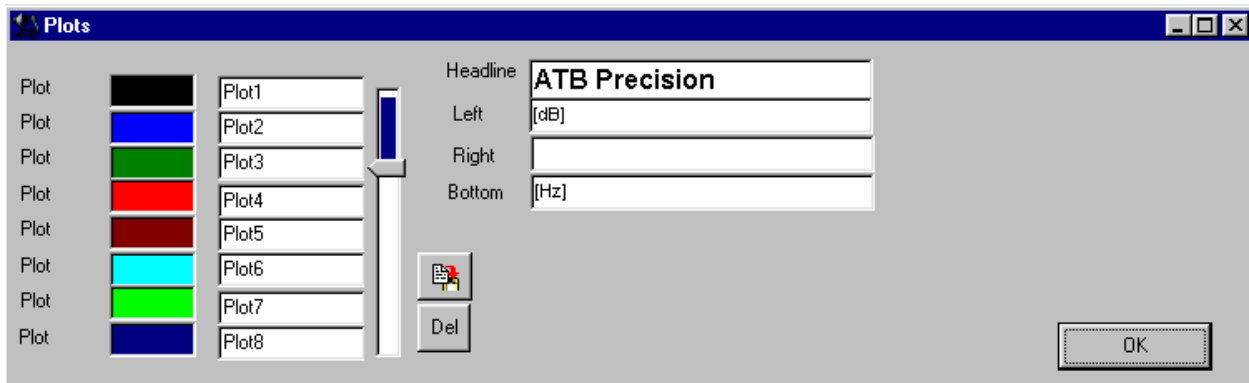 Plots
Plot Plot1
Plot Plot2
Plot Plot3
Plot Plot4
Plot Plot5
Plot Plot6
Plot Plot7
Plot Plot8
Headline ATB Precision
Left [dB]
Right
Bottom [Hz]
Del
OK